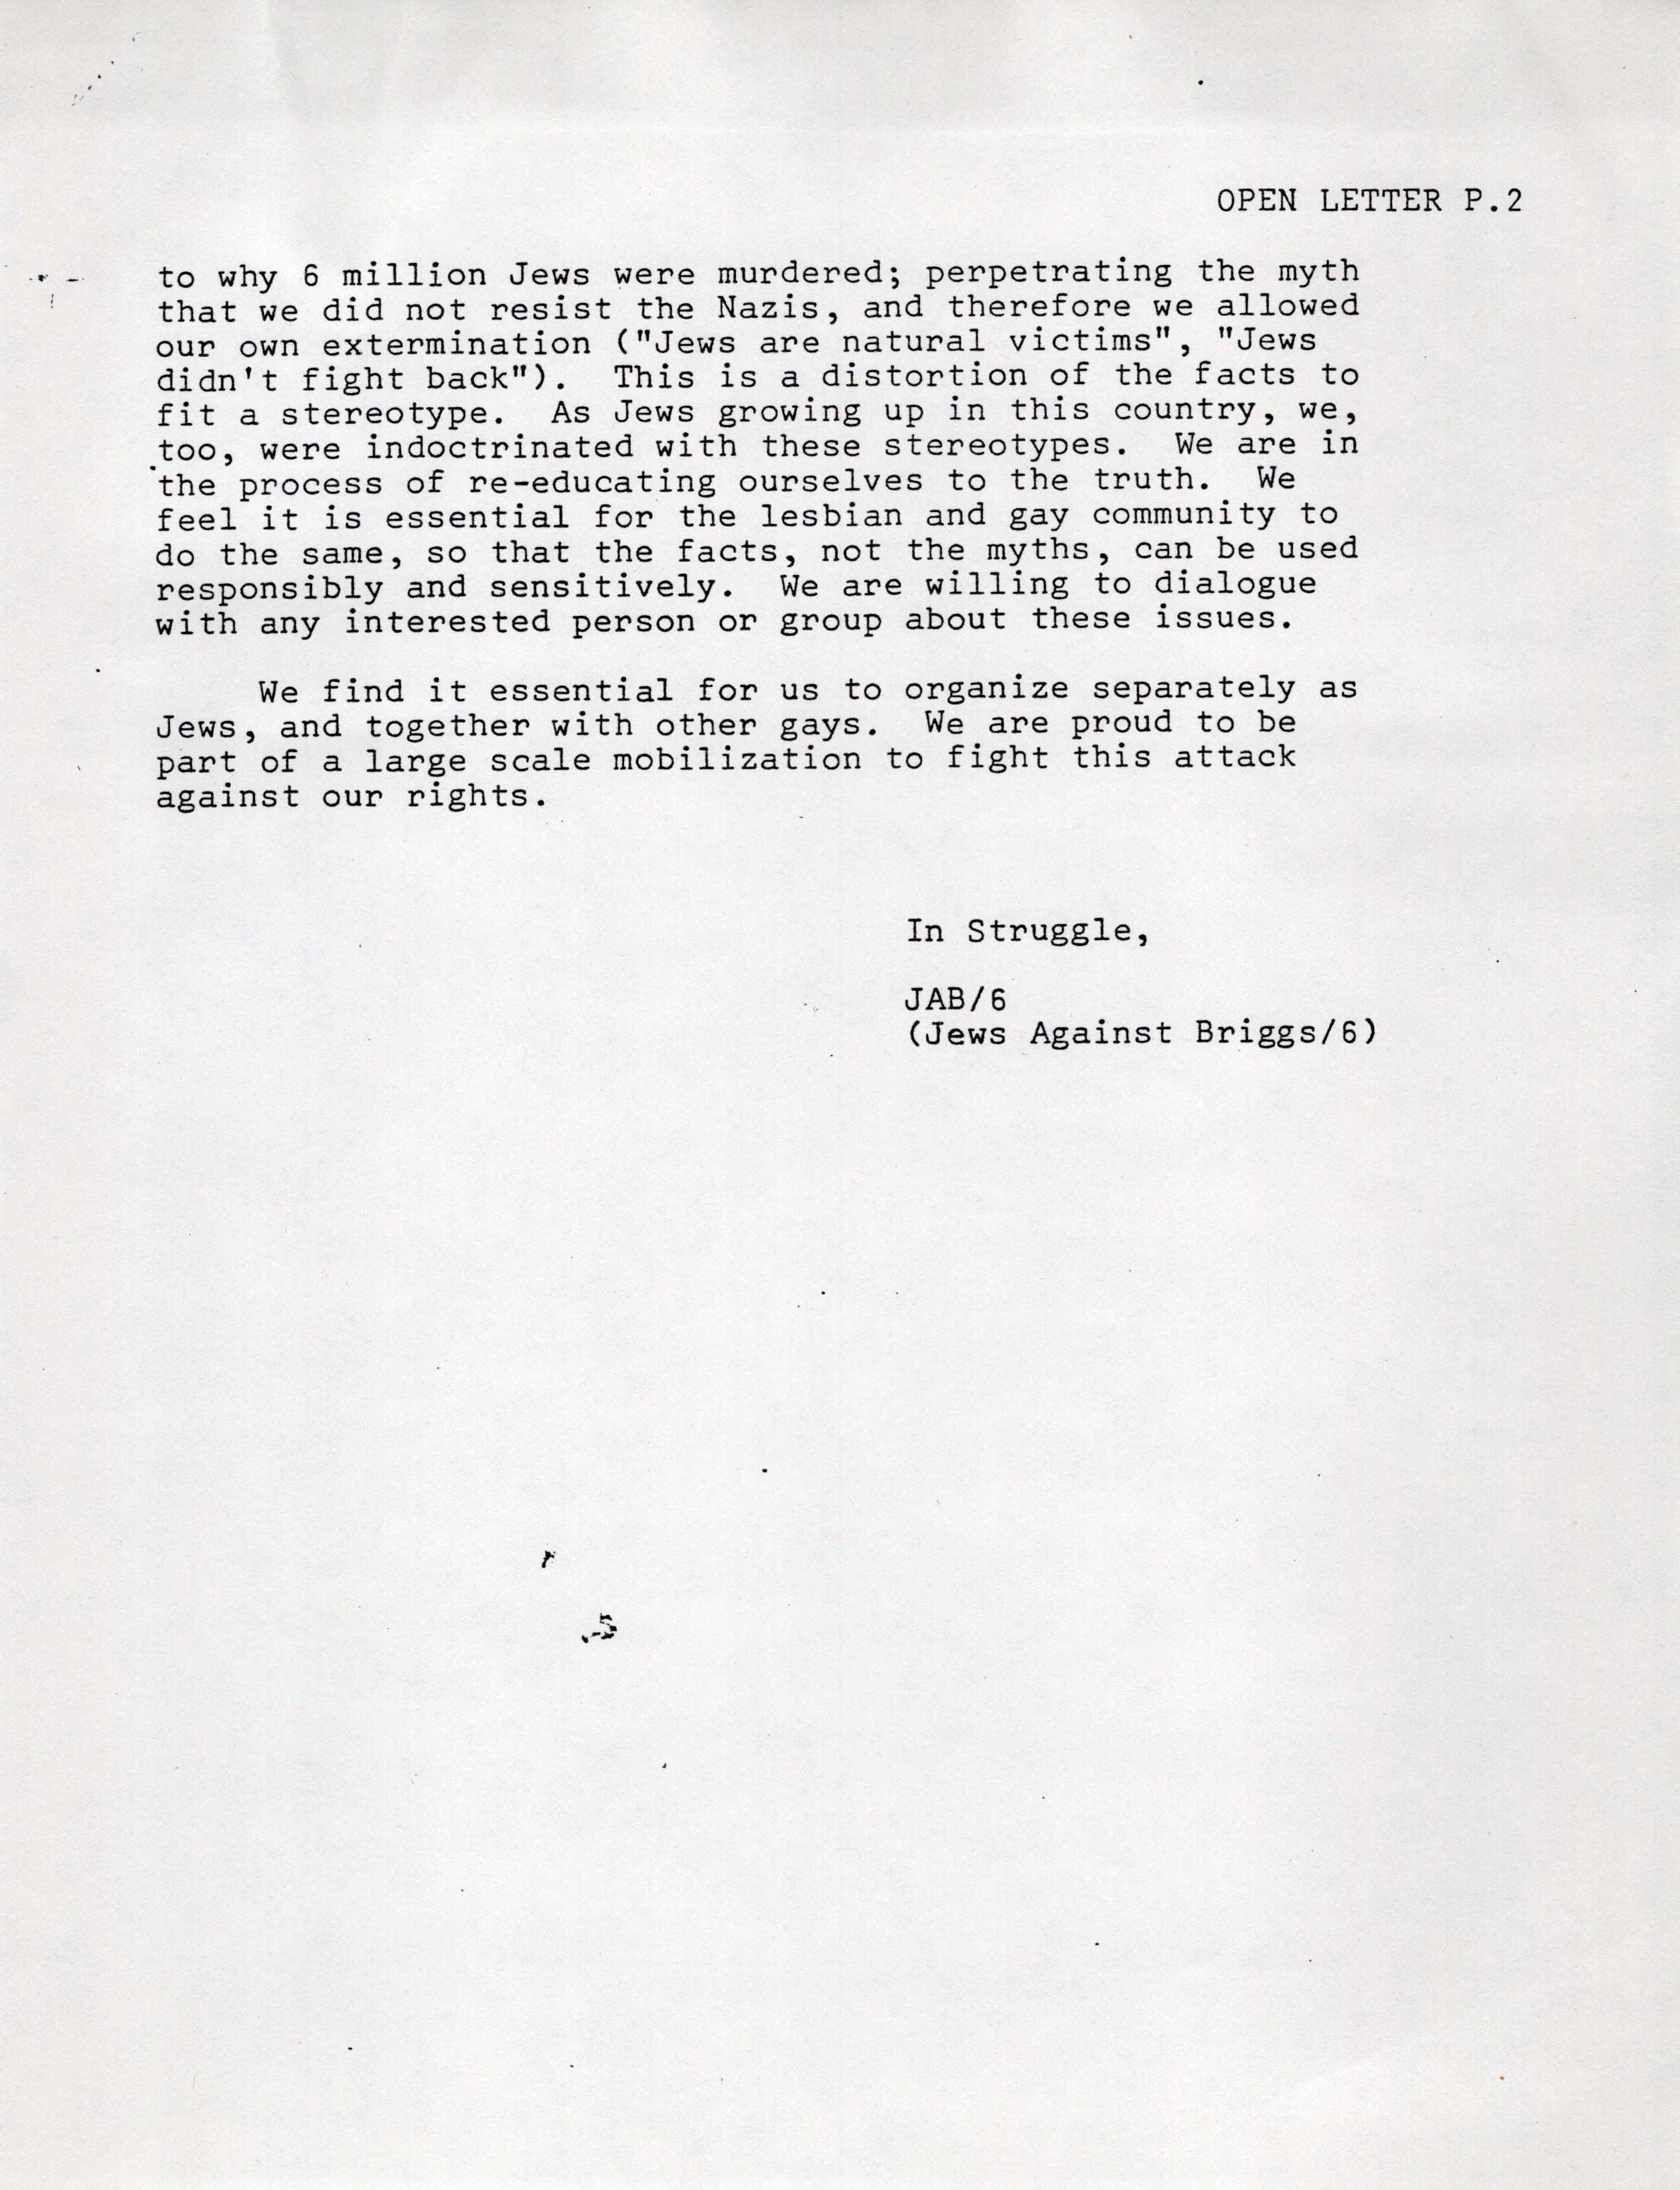 OPEN LETTER P.2
to why 6 million Jews were murdered; perpetrating the myth
that we did not resist the Nazis, and therefore we allowed
our own extermination ("Jews are natural victims", "Jews
didn't fight back").  This is a distortion of the facts to
fit a stereotype.  As Jews growing up in this country, we,
too, were indoctrinated with these stereotypes.  We are in
the process of re-educating ourselves to the truth.  We
feel it is essential for the lesbian and gay community to
do the same, so that the facts, not the myths, can be used
responsibly and sensitively.  We are willing to dialogue
with any interested person or group about these issues.
We find it essential for us to organize separately as
Jews, and together with other gays.  We are proud to be
part of a large scale mobilization to fight this attack
against our rights.
In Struggle,
JAB/6
(Jews Against Briggs/6)